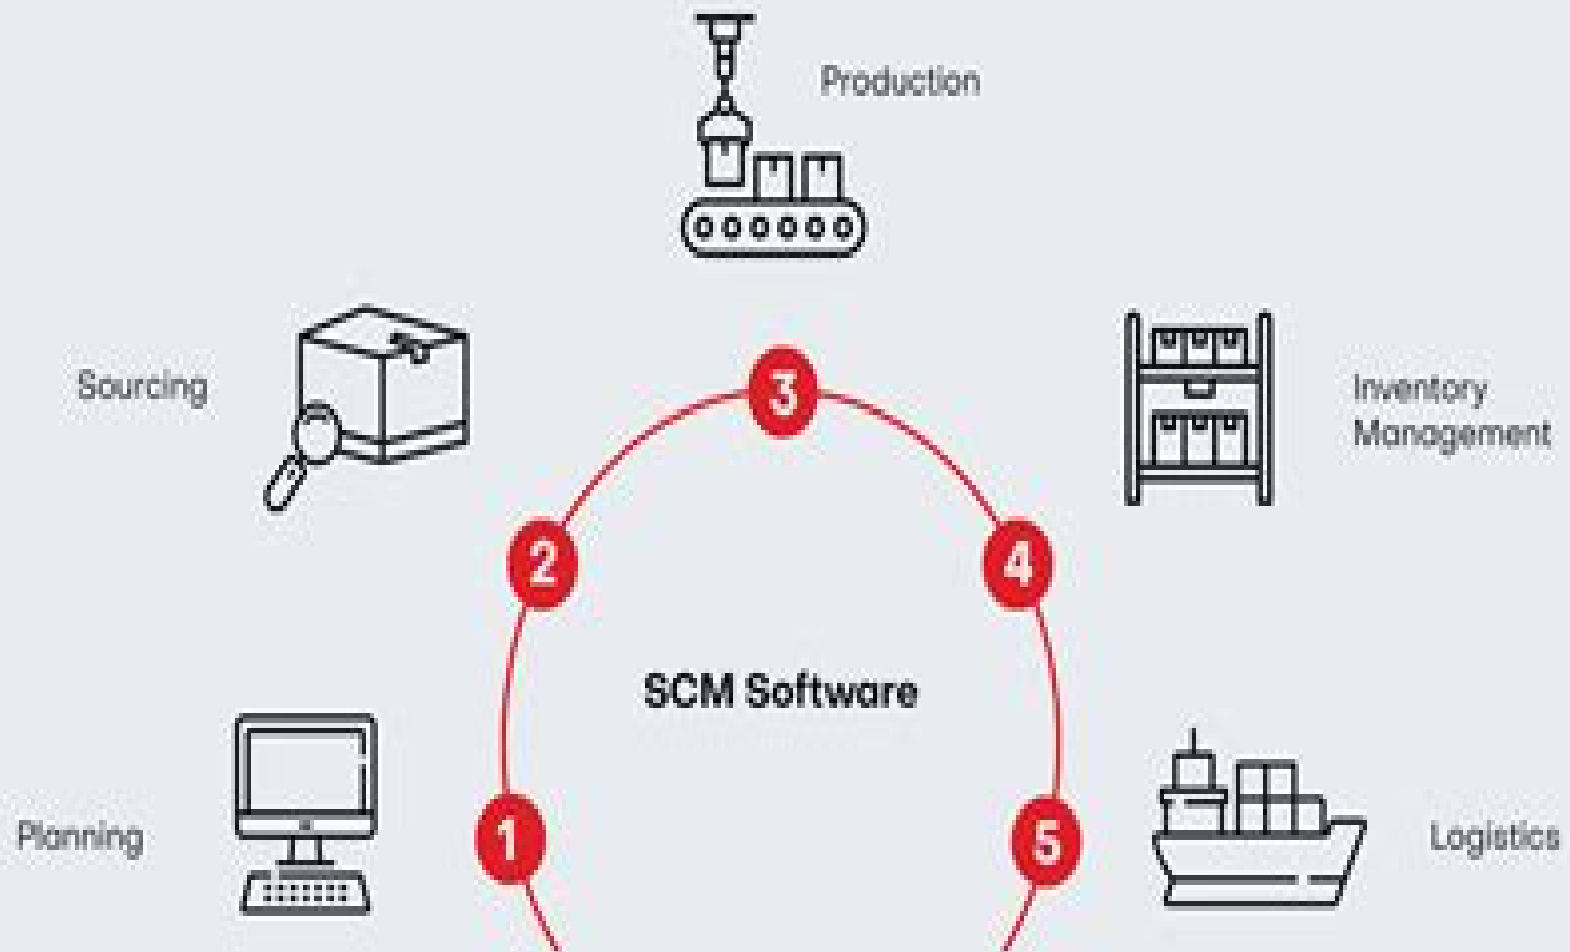 Production
Sourcing
3
Inventory
Management
2
4
SCM Software
Planning
1
5
Logistics